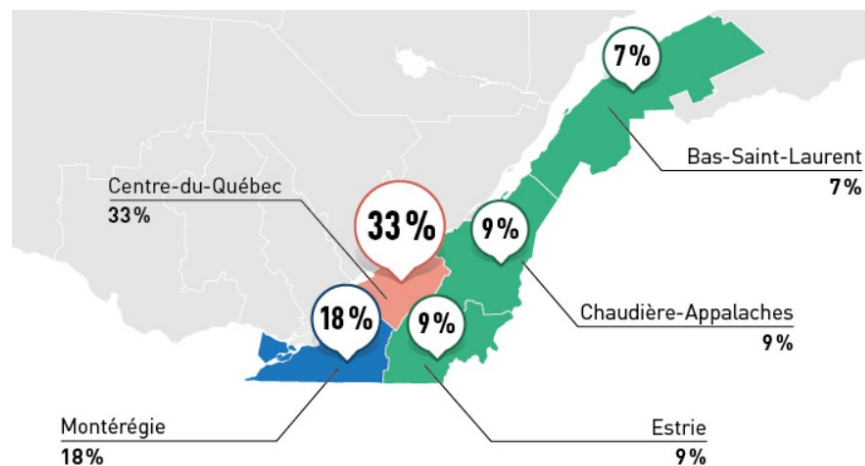 7 %
Bas-Saint-Laurent
7 %
Centre-du-Québec
33 %
33 %
9 %
Chaudière-Appalaches
9 %
18 %
9 %
Montérégie
18 %
Estrie
9 %